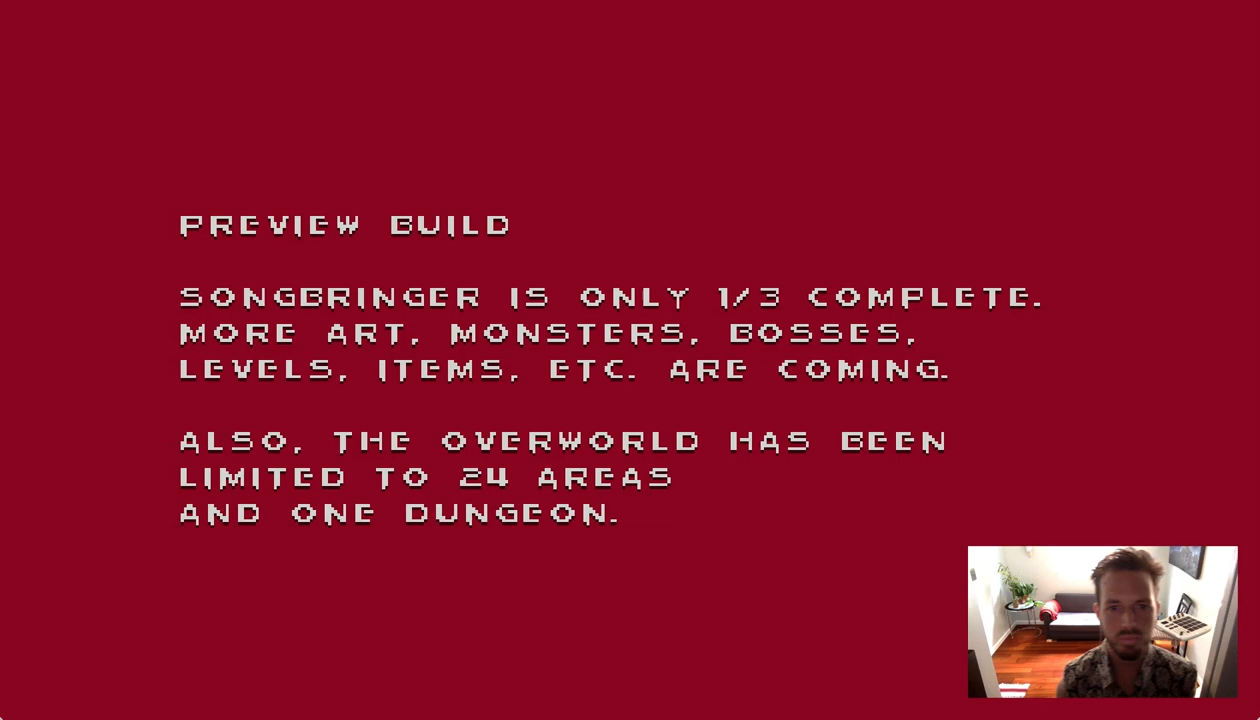 PREVIEW BUILD
SONGBRINGER IS ONLY 1/3 COMPLETE.
MORE ART, MONSTERS, BOSSES,
LEVELS, ITEMS, ETC. ARE COMING.
ALSO, THE OVERWORLD HAS BEEN
LIMITED TO 24 AREAS
AND ONE DUNGEON.